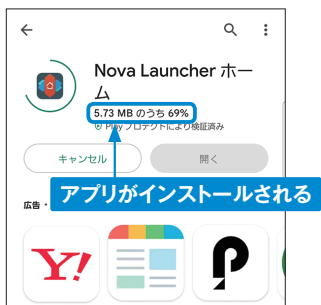 Nova Launcher ホー
ム
5.73 MB のうち 69%
Play プロテクトにより検証済み
キャンセル
開く
アプリがインストールされる
広告・
Y!